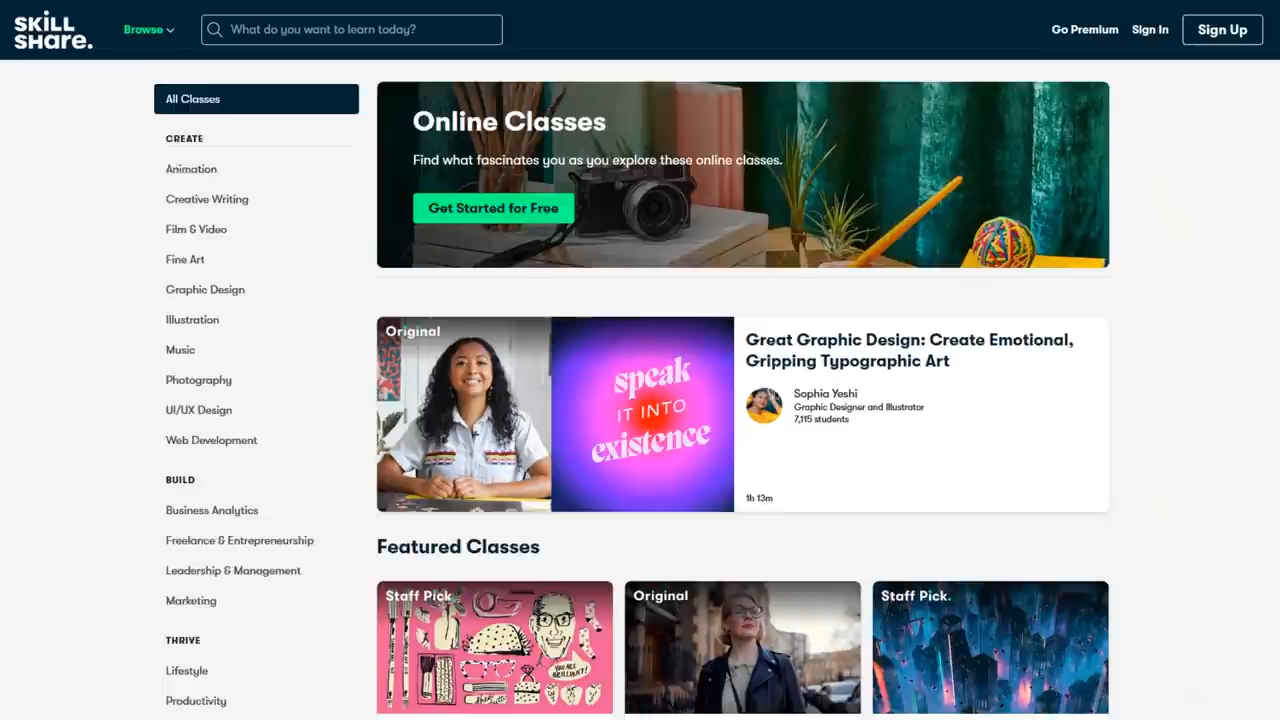 SKILL
SHARE.
Browse
What do you want to learn today?
Go Premium
Sign In
Sign Up
All Classes
CREATE
Animation
Creative Writing
Film & Video
Fine Art
Graphic Design
Illustration
Music
Photography
UI/UX Design
Web Development
BUILD
Business Analytics
Freelance & Entrepreneurship
Leadership & Management
Marketing
THRIVE
Lifestyle
Productivity
Online Classes
Find what fascinates you as you explore these online classes.
Get Started for Free
Original
speak
IT INTO
existence
Great Graphic Design: Create Emotional,
Gripping Typographic Art
Sophia Yeshi
Graphic Designer and Illustrator
7,115 students
1h 13m
Featured Classes
Staff Pick
YOU ARE
BRILLIANT!
Original
Staff Pick